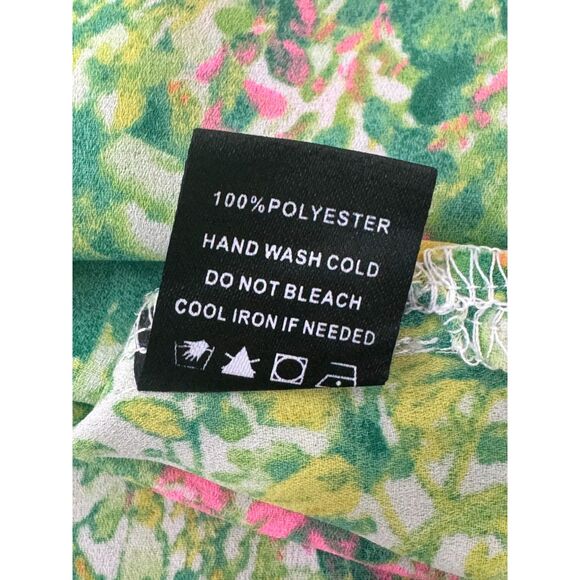 100%POLYESTER
HAND WASH COLD
DO NOT BLEACH
COOL IRON IF NEEDED